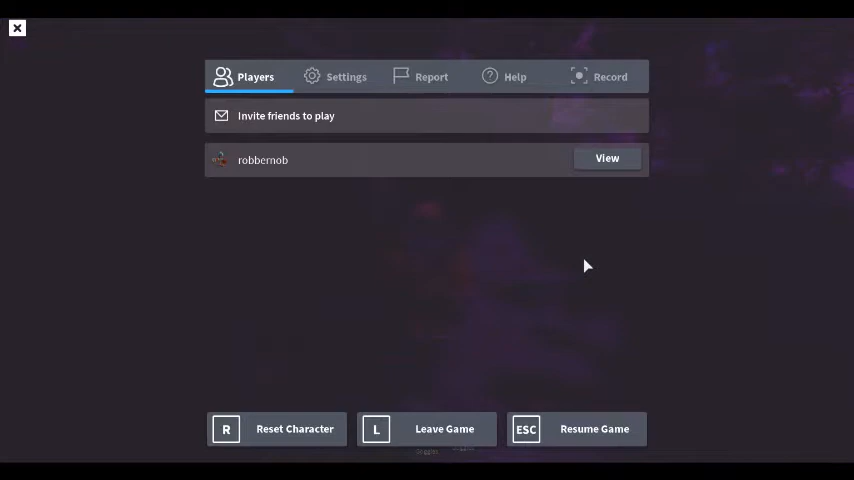 Players
Settings
Report
Help
Record
Invite friends to play
robbernob
View
R
Reset Character
L
Leave Game
ESC
Resume Game